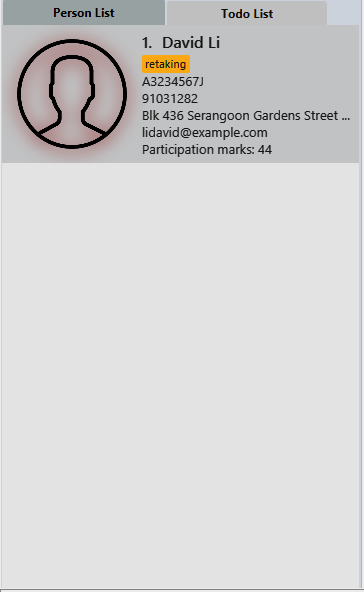 Person List
Todo List
1. David Li
retaking
A3234567J
91031282
Blk 436 Serangoon Gardens Street ...
lidavid@example.com
Participation marks: 44